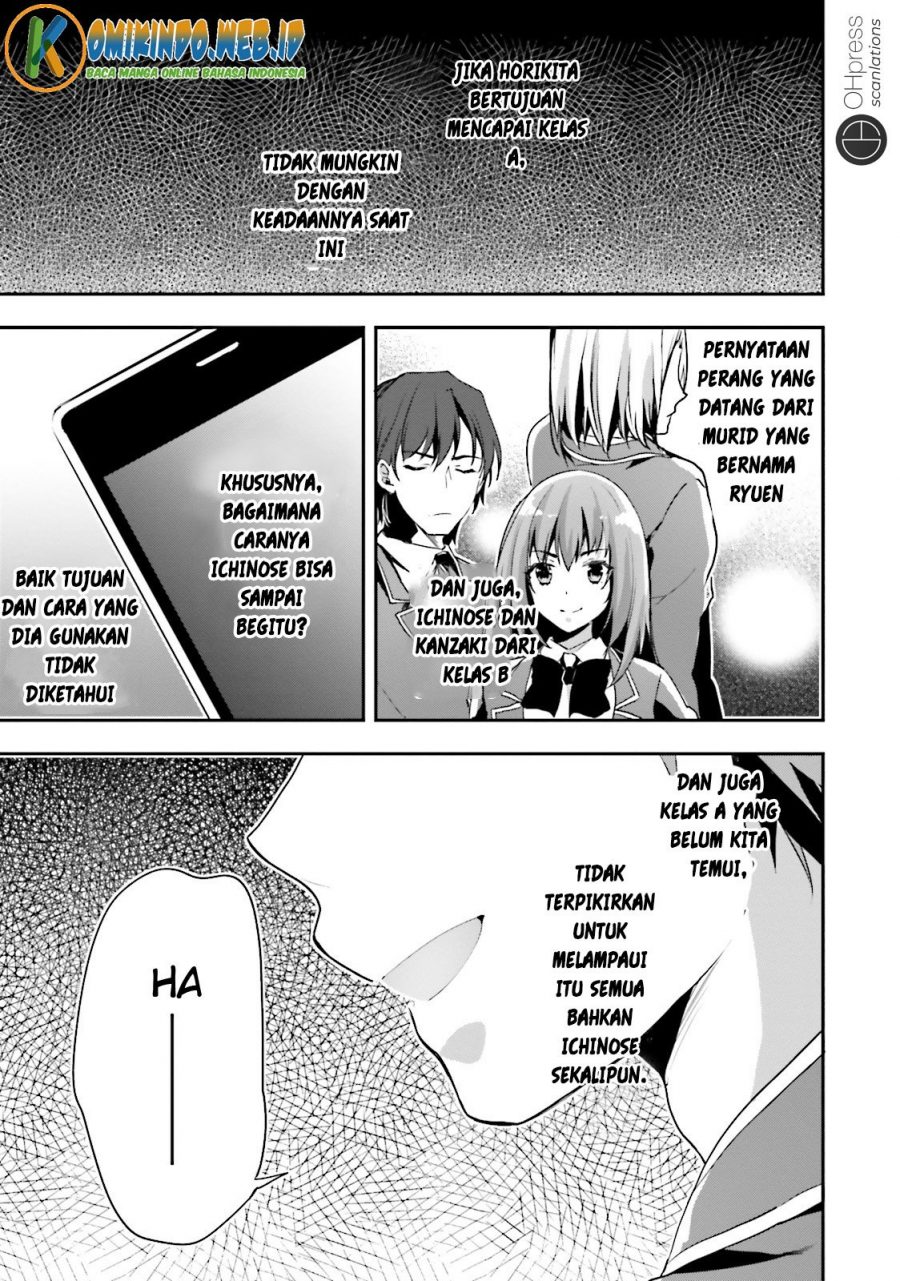 KOMIKINDO.WEB.ID
BACA MANGA ONLINE BAHASA INDONESIA
OHpress
scanlations
JIKA HORIKITA
BERTUJUAN
MENCAPAI KELAS
A,
TIDAK MUNGKIN
DENGAN
KEADAANNYA SAAT
INI
PERNYATAAN
PERANG YANG
DATANG DARI
MURID YANG
BERNAMA
RYUEN
DAN JUGA,
ICHINOSE DAN
KANZAKI DARI
KELAS B
KHUSUSNYA,
BAGAIMANA
CARANYA
ICHINOSE BISA
SAMPAI
BEGITU?
BAIK TUJUAN
DAN CARA YANG
DIA GUNAKAN
TIDAK
DIKETAHUI
DAN JUGA
KELAS A YANG
BELUM KITA
TEMUI,
TIDAK
TERPIKIRKAN
UNTUK
MELAMPAUI
ITU SEMUA
BAHKAN
ICHINOSE
SEKALIPUN.
HA
|